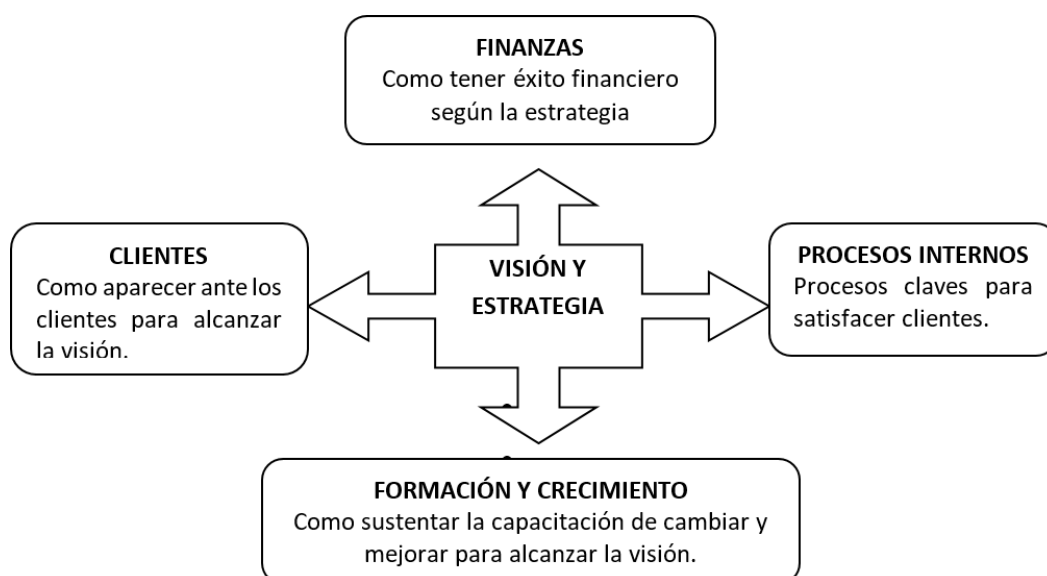 FINANZAS
Como tener éxito financiero
según la estrategia
CLIENTES
Como aparecer ante los
clientes para alcanzar
la visión.
VISIÓN Y
ESTRATEGIA
PROCESOS INTERNOS
Procesos claves para
satisfacer clientes.
FORMACIÓN Y CRECIMIENTO
Como sustentar la capacitación de cambiar y
mejorar para alcanzar la visión.